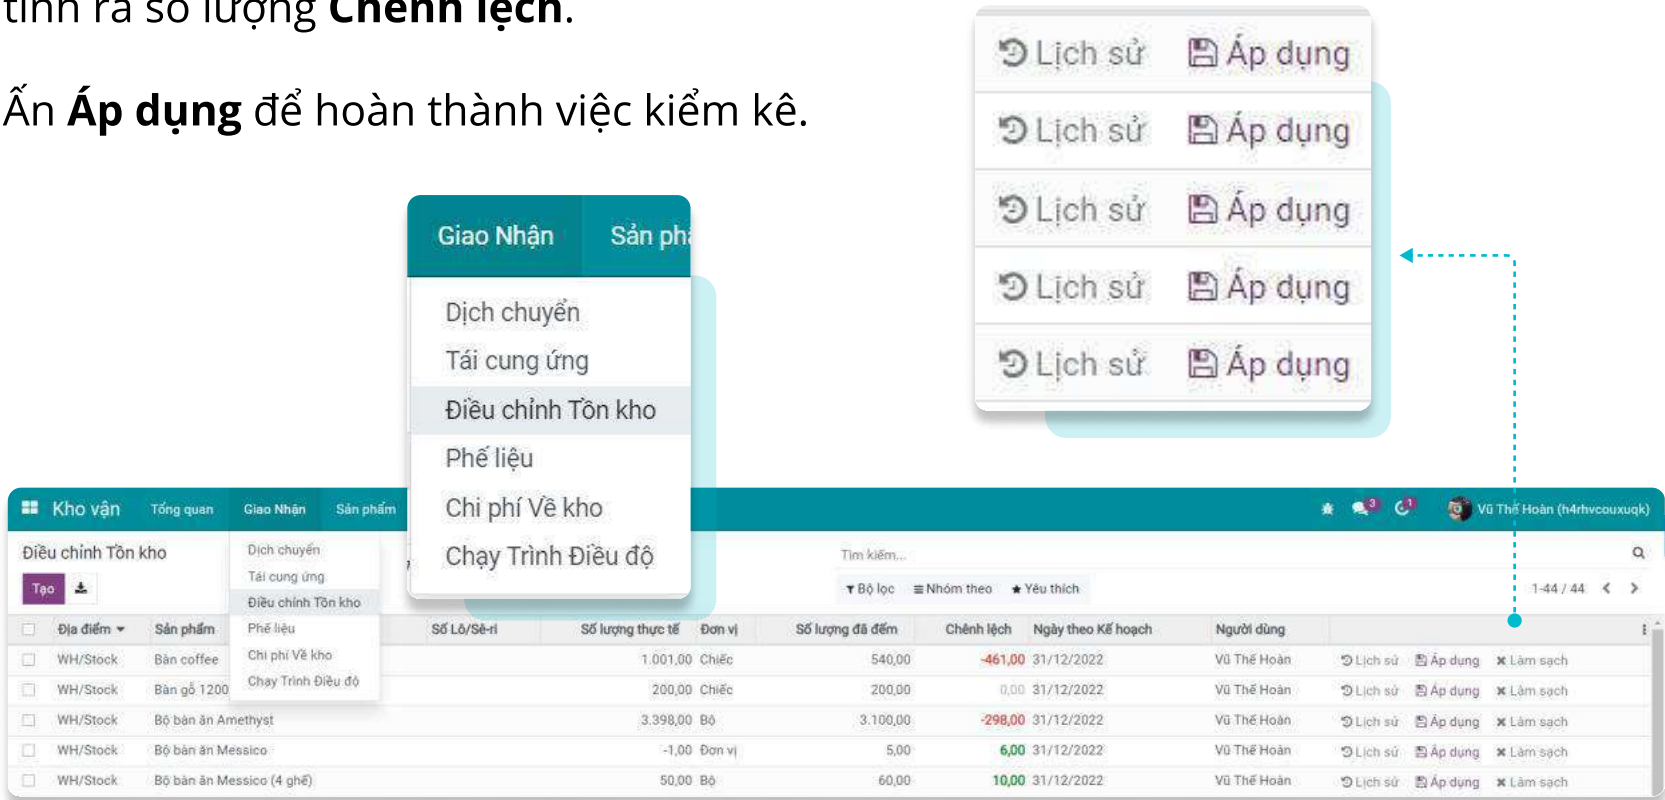 tính ra số lượng Chênh lệch.
Ấn Áp dụng để hoàn thành việc kiểm kê.
Lịch sử Áp dụng
Lịch sử Áp dụng
Lịch sử Áp dụng
Lịch sử Áp dụng
Lịch sử Áp dụng
Giao Nhận Sản phẩ
Dịch chuyển
Tái cung ứng
Điều chỉnh Tồn kho
Phế liệu
Chi phí Về kho
Chạy Trình Điều độ
Kho vận Tổng quan Giao Nhận Sản phẩm 3 1 Vũ Thế Hoàn (h4rhvcouxuqk)
Điều chỉnh Tồn kho
Tìm kiếm...
Tạo
Bộ lọc Nhóm theo Yêu thích 1-44 / 44
Dịch chuyển
Tái cung ứng
Điều chỉnh Tồn kho
Phế liệu
Chi phí Về kho
Chạy Trình Điều độ
Địa điểm Sản phẩm Số Lô/Sê-ri Số lượng thực tế Đơn vị Số lượng đã đếm Chênh lệch Ngày theo Kế hoạch Người dùng
WH/Stock Bàn coffee 1.001,00 Chiếc 540,00 -461,00 31/12/2022 Vũ Thế Hoàn Lịch sử Áp dụng Làm sạch
WH/Stock Bàn gỗ 1200 200,00 Chiếc 200,00 0,00 31/12/2022 Vũ Thế Hoàn Lịch sử Áp dụng Làm sạch
WH/Stock Bộ bàn ăn Amethyst 3.398,00 Bộ 3.100,00 -298,00 31/12/2022 Vũ Thế Hoàn Lịch sử Áp dụng Làm sạch
WH/Stock Bộ bàn ăn Messico -1,00 Đơn vị 5,00 6,00 31/12/2022 Vũ Thế Hoàn Lịch sử Áp dụng Làm sạch
WH/Stock Bộ bàn ăn Messico (4 ghế) 50,00 Bộ 60,00 10,00 31/12/2022 Vũ Thế Hoàn Lịch sử Áp dụng Làm sạch